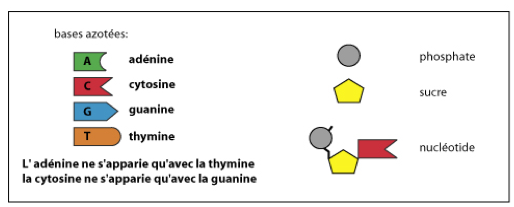 bases azotées:
A adénine
C cytosine
G guanine
T thymine
L' adénine ne s'apparie qu'avec la thymine
la cytosine ne s'apparie qu'avec la guanine
phosphate
sucre
nucléotide